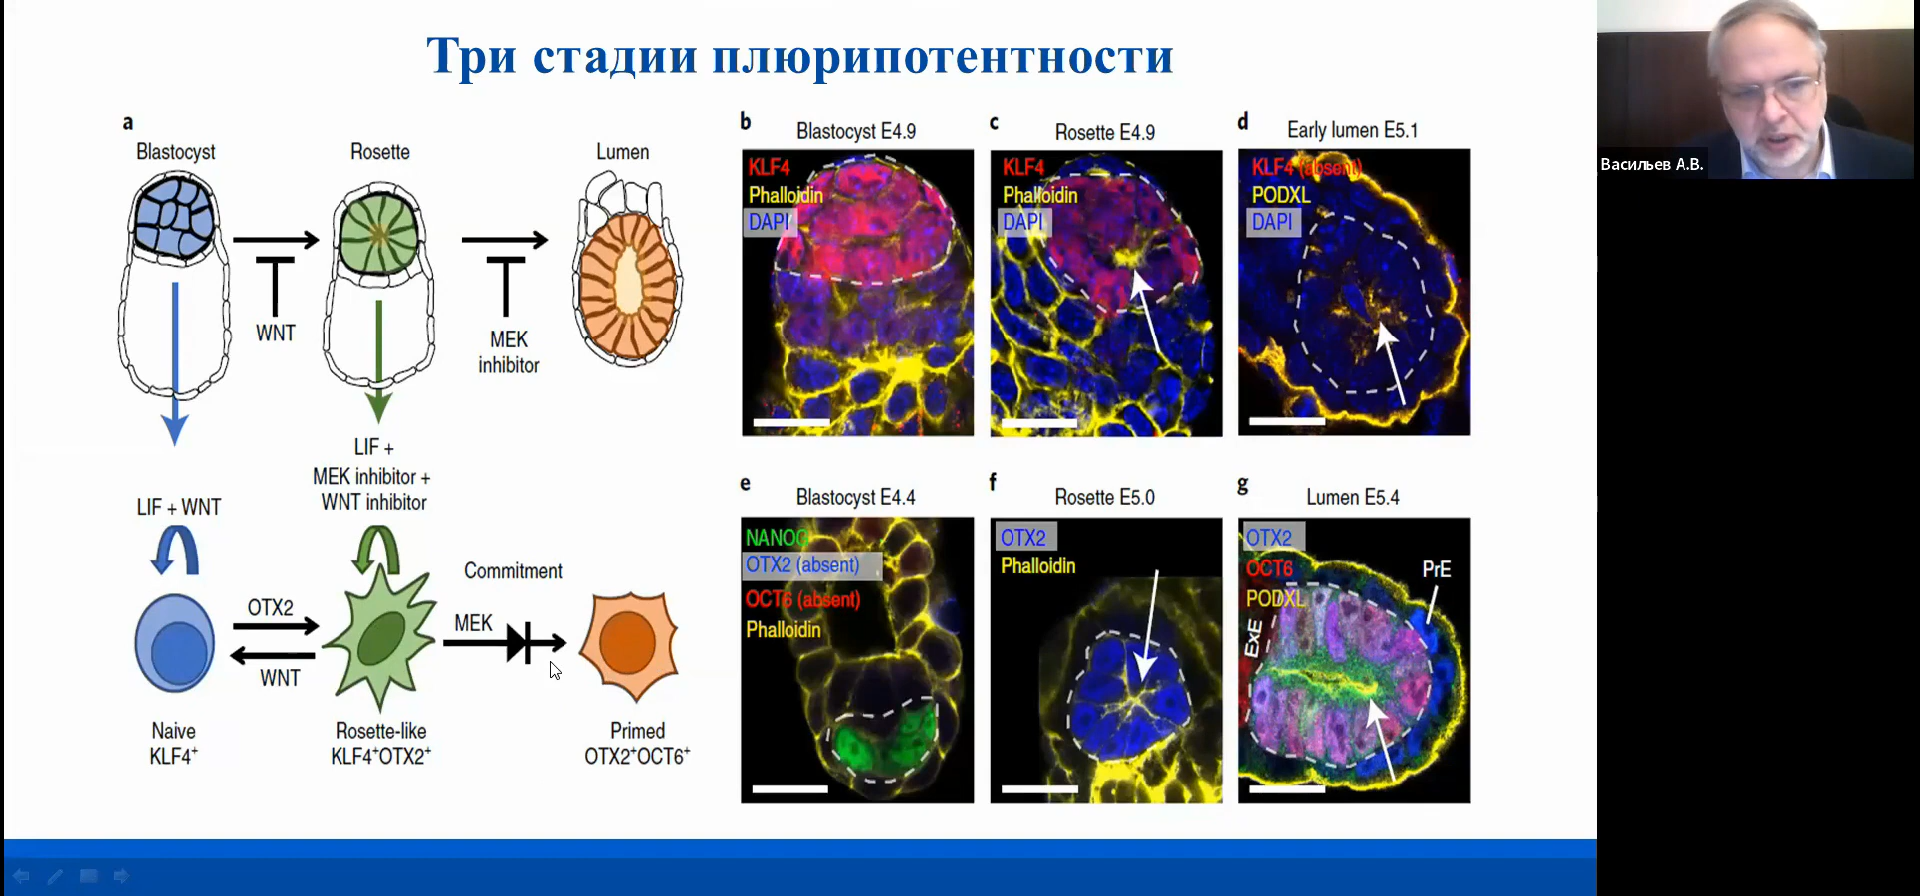 Три стадии плюрипотентности
a
Blastocyst
Rosette
Lumen
WNT
MEK
inhibitor
LIF +
MEK inhibitor +
WNT inhibitor
LIF + WNT
Commitment
OTX2
WNT
MEK
Naive
KLF4+
Rosette-like
KLF4+OTX2+
Primed
OTX2+OCT6+
b
Blastocyst E4.9
KLF4
Phalloidin
DAPI
c
Rosette E4.9
KLF4
Phalloidin
DAPI
d
Early lumen E5.1
KLF4 (absent)
PODXL
DAPI
e
Blastocyst E4.4
NANOG
OTX2 (absent)
OCT6 (absent)
Phalloidin
f
Rosette E5.0
OTX2
Phalloidin
g
Lumen E5.4
OTX2
OCT6
PODXL
PrE
ExE
Васильев А.В.